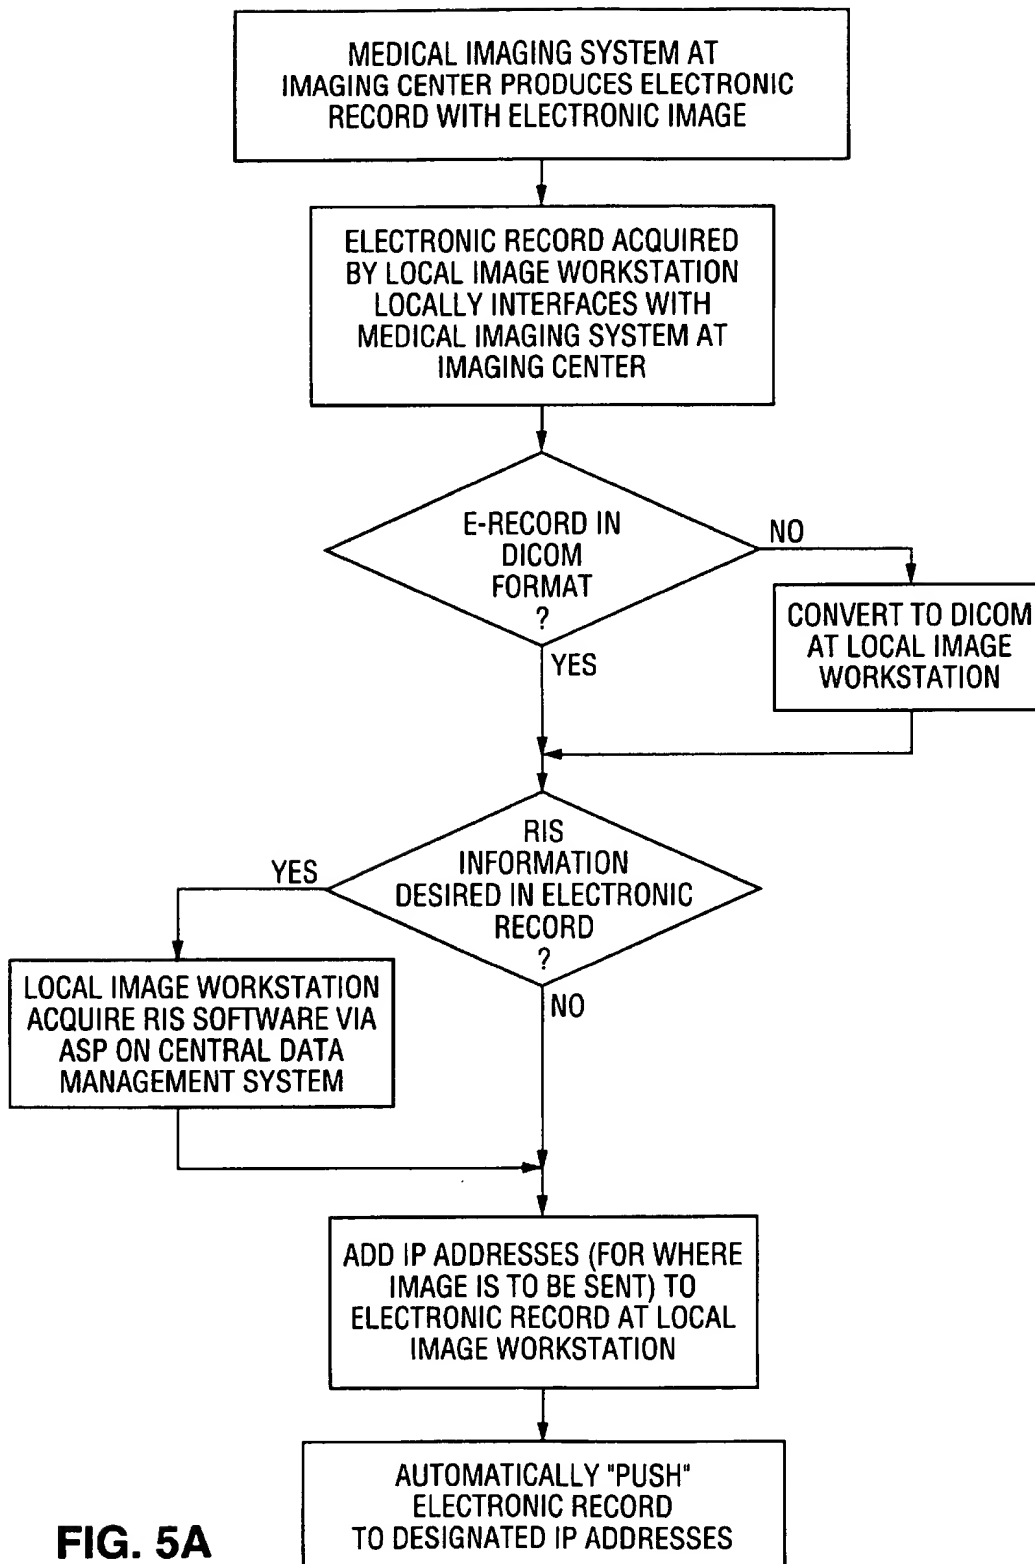 MEDICAL IMAGING SYSTEM AT
IMAGING CENTER PRODUCES ELECTRONIC
RECORD WITH ELECTRONIC IMAGE
ELECTRONIC RECORD ACQUIRED
BY LOCAL IMAGE WORKSTATION
LOCALLY INTERFACES WITH
MEDICAL IMAGING SYSTEM AT
IMAGING CENTER
E-RECORD IN
DICOM
FORMAT
?
NO
YES
CONVERT TO DICOM
AT LOCAL IMAGE
WORKSTATION
RIS
INFORMATION
DESIRED IN ELECTRONIC
RECORD
?
YES
NO
LOCAL IMAGE WORKSTATION
ACQUIRE RIS SOFTWARE VIA
ASP ON CENTRAL DATA
MANAGEMENT SYSTEM
ADD IP ADDRESSES (FOR WHERE
IMAGE IS TO BE SENT) TO
ELECTRONIC RECORD AT LOCAL
IMAGE WORKSTATION
AUTOMATICALLY "PUSH"
ELECTRONIC RECORD
TO DESIGNATED IP ADDRESSES
FIG. 5A